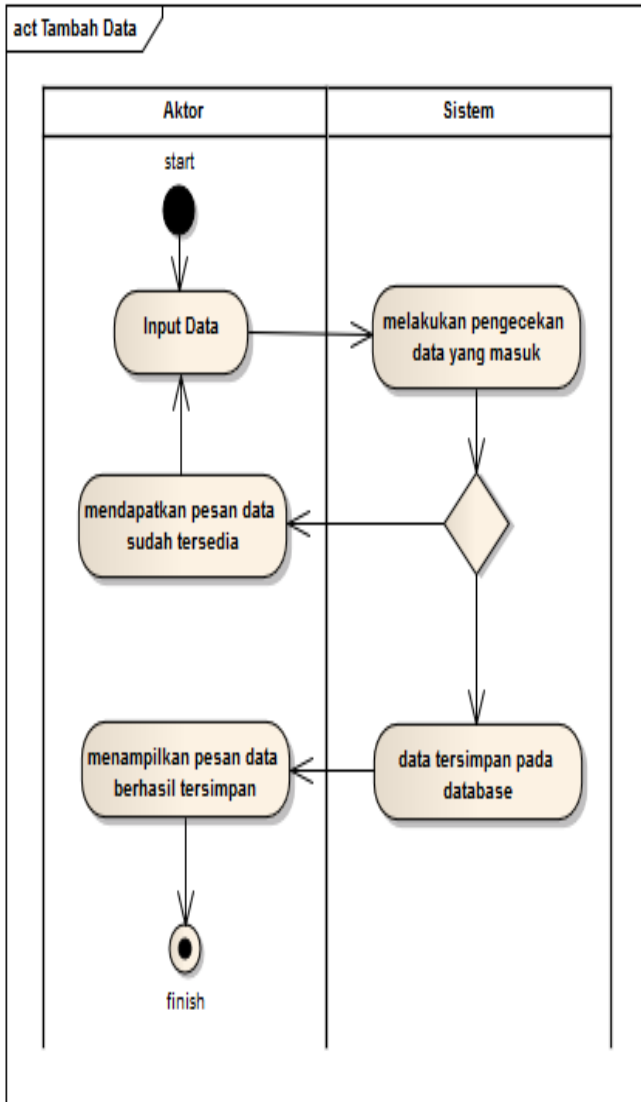 act Tambah Data
Aktor
Sistem
start
Input Data
melakukan pengecekan
data yang masuk
mendapatkan pesan data
sudah tersedia
menampilkan pesan data
berhasil tersimpan
data tersimpan pada
database
finish